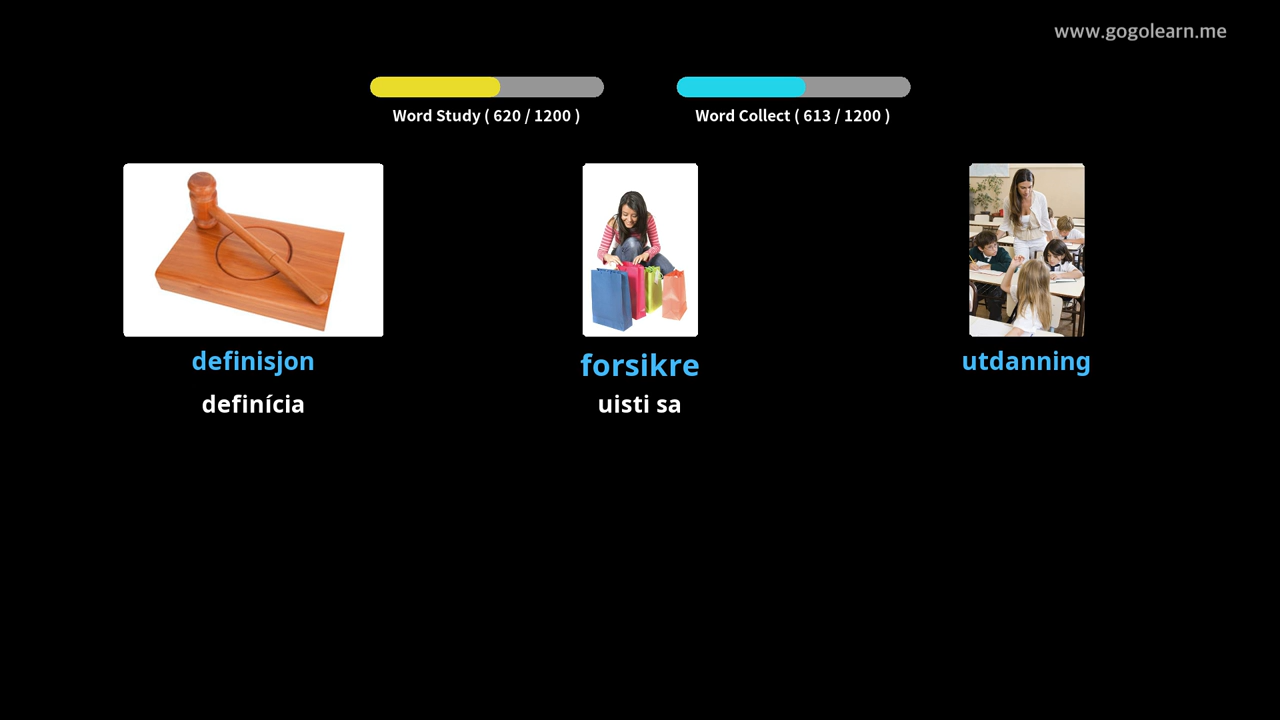 www.gogolearn.me
Word Study ( 620 / 1200 )
Word Collect ( 613 / 1200 )
definisjon
forsikre
utdanning
definícia
uisti sa